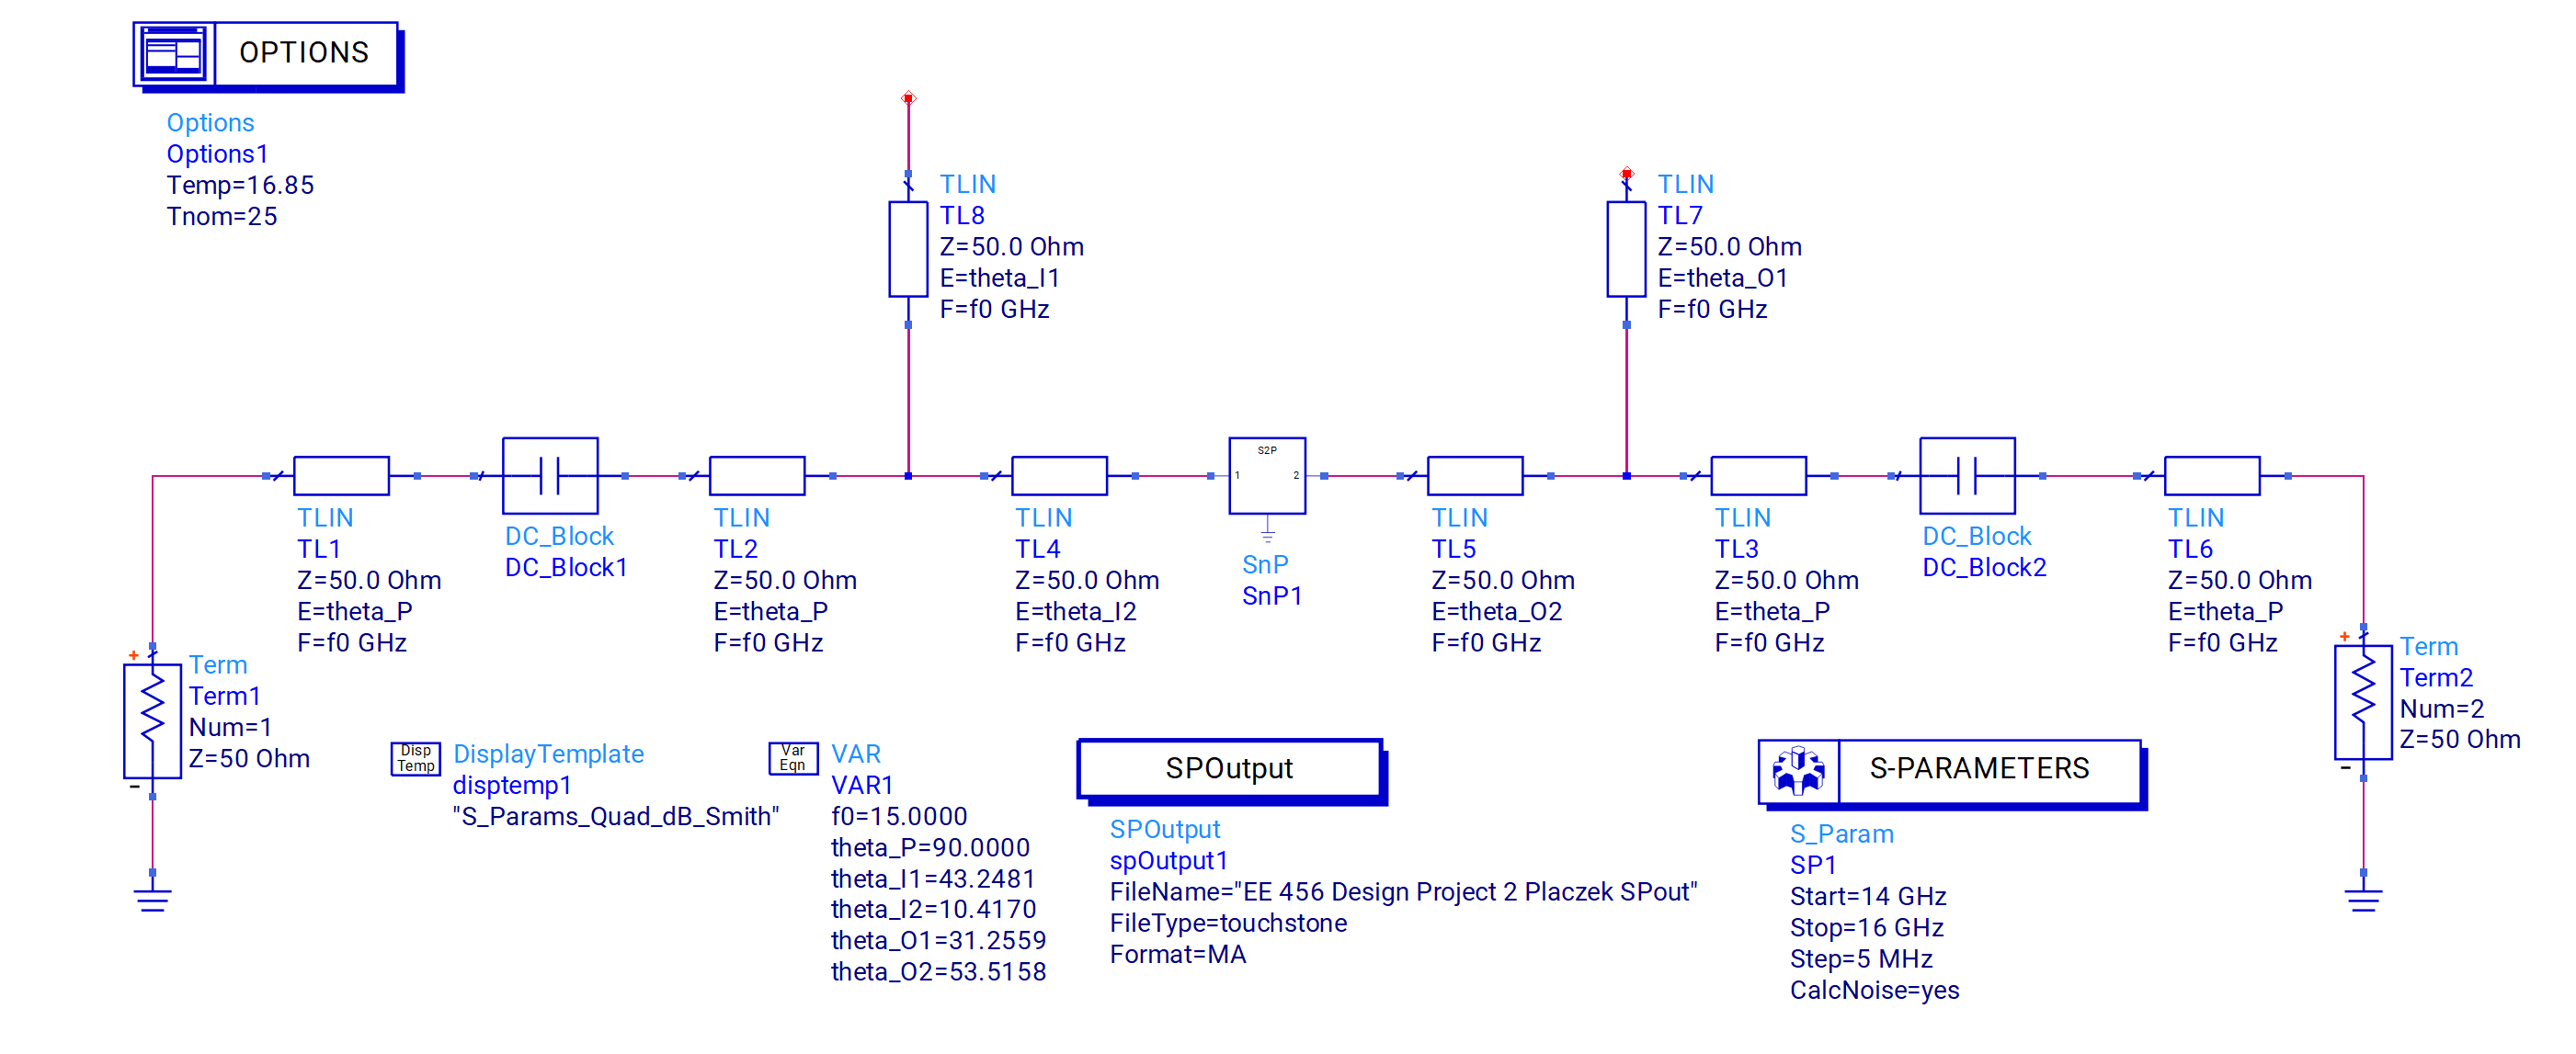 OPTIONS
Options
Options1
Temp=16.85
Tnom=25
TLIN
TL8
Z=50.0 Ohm
E=theta_I1
F=f0 GHz
TLIN
TL7
Z=50.0 Ohm
E=theta_O1
F=f0 GHz
TLIN
TL1
Z=50.0 Ohm
E=theta_P
F=f0 GHz
DC_Block
DC_Block1
TLIN
TL2
Z=50.0 Ohm
E=theta_P
F=f0 GHz
TLIN
TL4
Z=50.0 Ohm
E=theta_I2
F=f0 GHz
S2P
1
2
SnP
SnP1
TLIN
TL5
Z=50.0 Ohm
E=theta_O2
F=f0 GHz
TLIN
TL3
Z=50.0 Ohm
E=theta_P
F=f0 GHz
DC_Block
DC_Block2
TLIN
TL6
Z=50.0 Ohm
E=theta_P
F=f0 GHz
+
-
Term
Term1
Num=1
Z=50 Ohm
+
-
Term
Term2
Num=2
Z=50 Ohm
Disp
Temp
DisplayTemplate
disptemp1
"S_Params_Quad_dB_Smith"
Var
Eqn
VAR
VAR1
f0=15.0000
theta_P=90.0000
theta_I1=43.2481
theta_I2=10.4170
theta_O1=31.2559
theta_O2=53.5158
SPOutput
SPOutput
spOutput1
FileName="EE 456 Design Project 2 Placzek SPout"
FileType=touchstone
Format=MA
S-PARAMETERS
S_Param
SP1
Start=14 GHz
Stop=16 GHz
Step=5 MHz
CalcNoise=yes